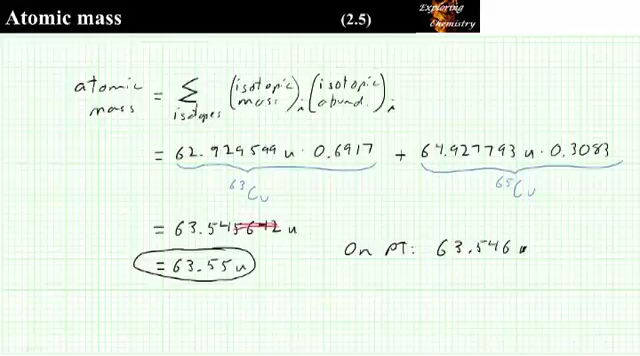 Atomic mass (2.5)
Exploring Chemistry
atomic mass = Σ isotopes (isotopic mass)i (isotopic abund.)i
= 62.929599 u · 0.6917 + 64.927793 u · 0.3083
63Cu 65Cu
= 63.545642 u
= 63.55 u
On PT: 63.546 u